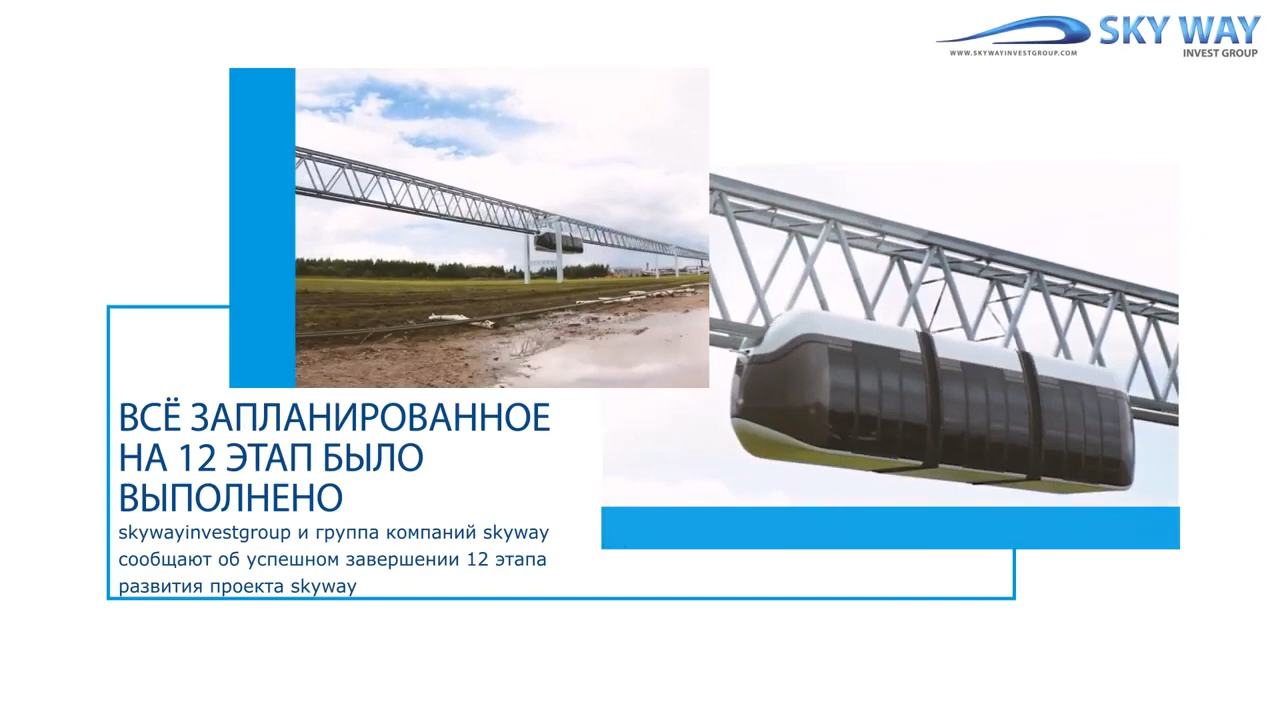 SKY WAY
WWW.SKYWAYINVESTGROUP.COM
INVEST GROUP
ВСЁ ЗАПЛАНИРОВАННОЕ
НА 12 ЭТАП БЫЛО
ВЫПОЛНЕНО
skywayinvestgroup и группа компаний skyway
сообщают об успешном завершении 12 этапа
развития проекта skyway